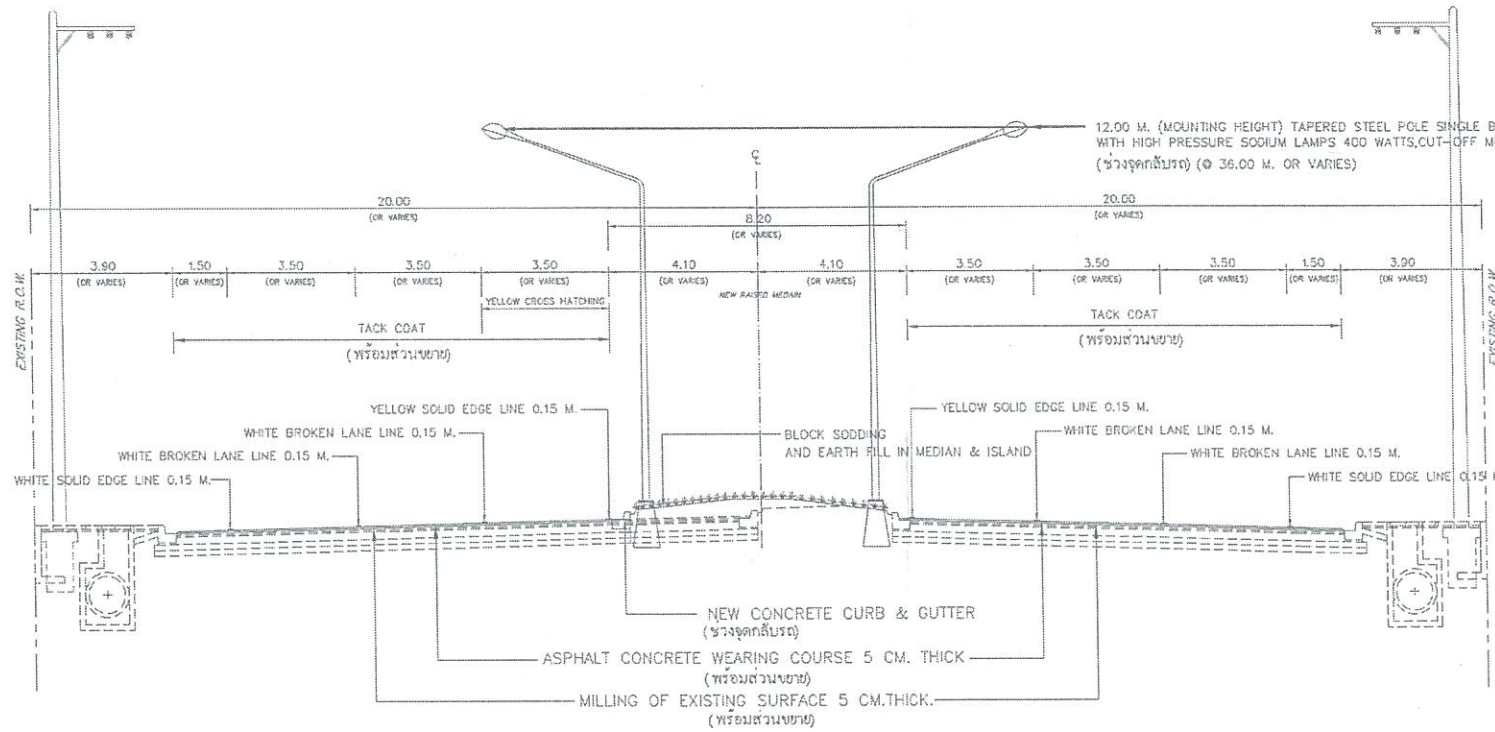 12.00 M. (MOUNTING HEIGHT) TAPERED STEEL POLE SINGLE
WITH HIGH PRESSURE SODIUM LAMPS 400 WATTS,CUT-OFF
(ช่วงจุดกลับรถ) (@ 36.00 M. OR VARIES)
℄
20.00
(OR VARIES)
20.00
(OR VARIES)
8.20
(OR VARIES)
3.90
(OR VARIES)
1.50
(OR VARIES)
3.50
(OR VARIES)
3.50
(OR VARIES)
3.50
(OR VARIES)
4.10
(OR VARIES)
4.10
(OR VARIES)
3.50
(OR VARIES)
3.50
(OR VARIES)
3.50
(OR VARIES)
1.50
(OR VARIES)
3.90
(OR VARIES)
NEW RAISED MEDAIN
YELLOW CROSS HATCHING
EXISTING R.O.W.
EXISTING R.O.W.
TACK COAT
(พร้อมส่วนขยาย)
TACK COAT
(พร้อมส่วนขยาย)
YELLOW SOLID EDGE LINE 0.15 M.
YELLOW SOLID EDGE LINE 0.15 M.
WHITE BROKEN LANE LINE 0.15 M.
BLOCK SODDING
AND EARTH FILL IN MEDIAN & ISLAND
WHITE BROKEN LANE LINE 0.15 M.
WHITE BROKEN LANE LINE 0.15 M.
WHITE BROKEN LANE LINE 0.15 M.
WHITE SOLID EDGE LINE 0.15 M.
WHITE SOLID EDGE LINE 0.15
NEW CONCRETE CURB & GUTTER
(ช่วงจุดกลับรถ)
ASPHALT CONCRETE WEARING COURSE 5 CM. THICK
(พร้อมส่วนขยาย)
MILLING OF EXISTING SURFACE 5 CM.THICK.
(พร้อมส่วนขยาย)